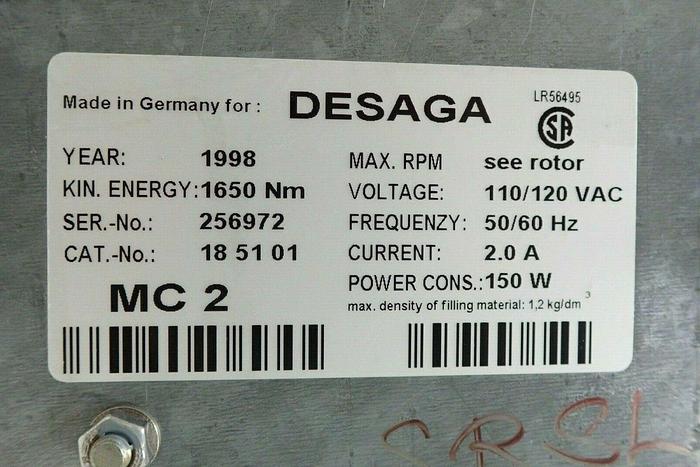 Made in Germany for : DESAGA
LR56495
SA
YEAR: 1998
KIN. ENERGY: 1650 Nm
SER.-No.: 256972
CAT.-No.: 18 51 01
MC 2
MAX. RPM see rotor
VOLTAGE: 110/120 VAC
FREQUENZY: 50/60 Hz
CURRENT: 2.0 A
POWER CONS.: 150 W
max. density of filling material: 1,2 kg/dm³